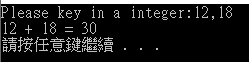 Please key in a integer:12,18
12 + 18 = 30
請按任意鍵繼續 . . .